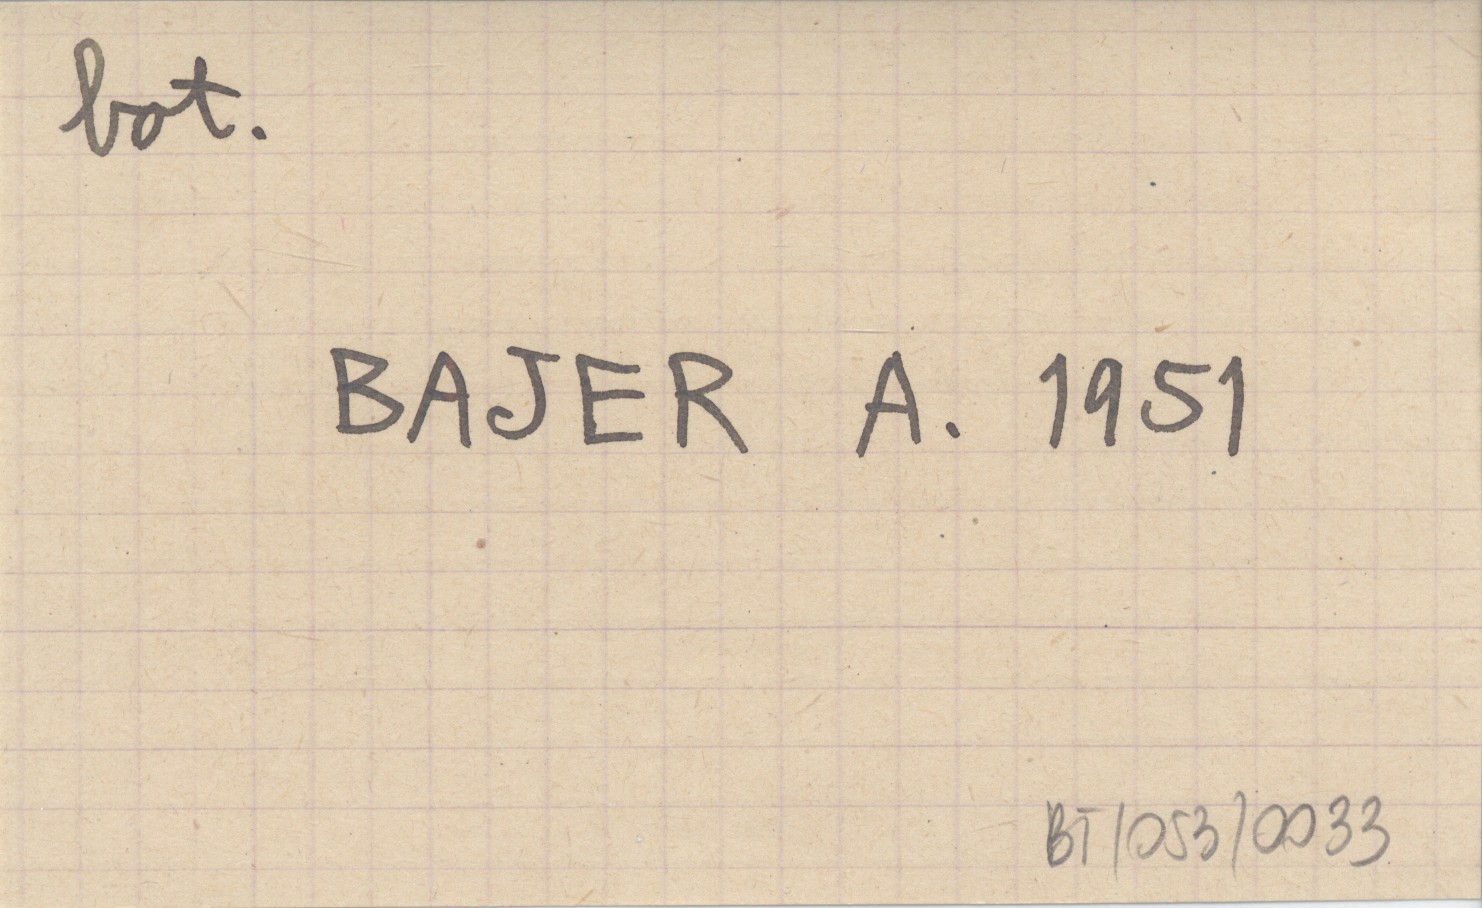 bot.
BAJER A. 1951
BT/053/0033